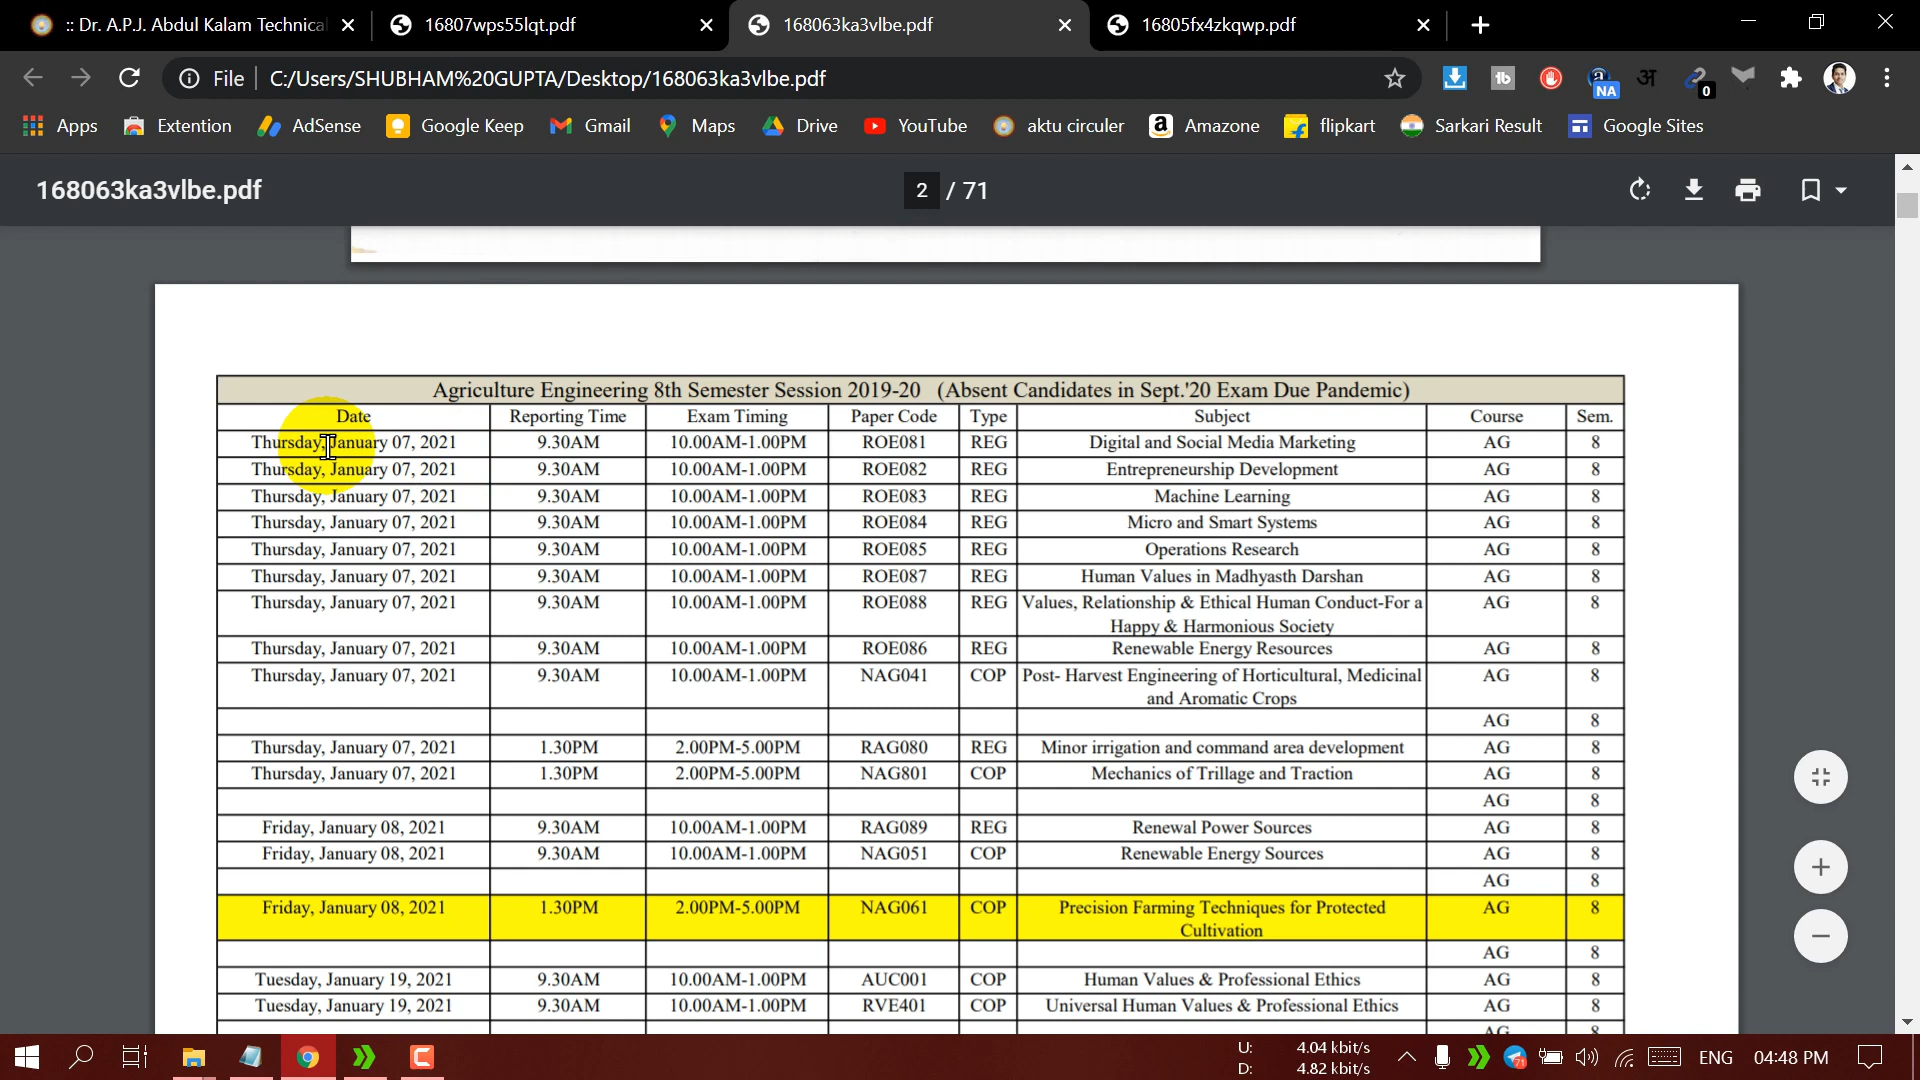 :: Dr. A.P.J. Abdul Kalam Technical 16807wps55lqt.pdf 168063ka3vlbe.pdf 16805fx4zkqwp.pdf
File C:/Users/SHUBHAM%20GUPTA/Desktop/168063ka3vlbe.pdf NA अ 0
Apps Extention AdSense Google Keep Gmail Maps Drive YouTube aktu circuler Amazone flipkart Sarkari Result Google Sites
168063ka3vlbe.pdf 2 / 71
Agriculture Engineering 8th Semester Session 2019-20 (Absent Candidates in Sept.'20 Exam Due Pandemic)
Date Reporting Time Exam Timing Paper Code Type Subject Course Sem.
Thursday, January 07, 2021 9.30AM 10.00AM-1.00PM ROE081 REG Digital and Social Media Marketing AG 8
Thursday, January 07, 2021 9.30AM 10.00AM-1.00PM ROE082 REG Entrepreneurship Development AG 8
Thursday, January 07, 2021 9.30AM 10.00AM-1.00PM ROE083 REG Machine Learning AG 8
Thursday, January 07, 2021 9.30AM 10.00AM-1.00PM ROE084 REG Micro and Smart Systems AG 8
Thursday, January 07, 2021 9.30AM 10.00AM-1.00PM ROE085 REG Operations Research AG 8
Thursday, January 07, 2021 9.30AM 10.00AM-1.00PM ROE087 REG Human Values in Madhyasth Darshan AG 8
Thursday, January 07, 2021 9.30AM 10.00AM-1.00PM ROE088 REG Values, Relationship & Ethical Human Conduct-For a AG 8
Happy & Harmonious Society
Thursday, January 07, 2021 9.30AM 10.00AM-1.00PM ROE086 REG Renewable Energy Resources AG 8
Thursday, January 07, 2021 9.30AM 10.00AM-1.00PM NAG041 COP Post- Harvest Engineering of Horticultural, Medicinal AG 8
and Aromatic Crops
AG 8
Thursday, January 07, 2021 1.30PM 2.00PM-5.00PM RAG080 REG Minor irrigation and command area development AG 8
Thursday, January 07, 2021 1.30PM 2.00PM-5.00PM NAG801 COP Mechanics of Trillage and Traction AG 8
AG 8
Friday, January 08, 2021 9.30AM 10.00AM-1.00PM RAG089 REG Renewal Power Sources AG 8
Friday, January 08, 2021 9.30AM 10.00AM-1.00PM NAG051 COP Renewable Energy Sources AG 8
AG 8
Friday, January 08, 2021 1.30PM 2.00PM-5.00PM NAG061 COP Precision Farming Techniques for Protected AG 8
Cultivation
AG 8
Tuesday, January 19, 2021 9.30AM 10.00AM-1.00PM AUC001 COP Human Values & Professional Ethics AG 8
Tuesday, January 19, 2021 9.30AM 10.00AM-1.00PM RVE401 COP Universal Human Values & Professional Ethics AG 8
AG 8
U: 4.04 kbit/s
D: 4.82 kbit/s
71 ENG 04:48 PM